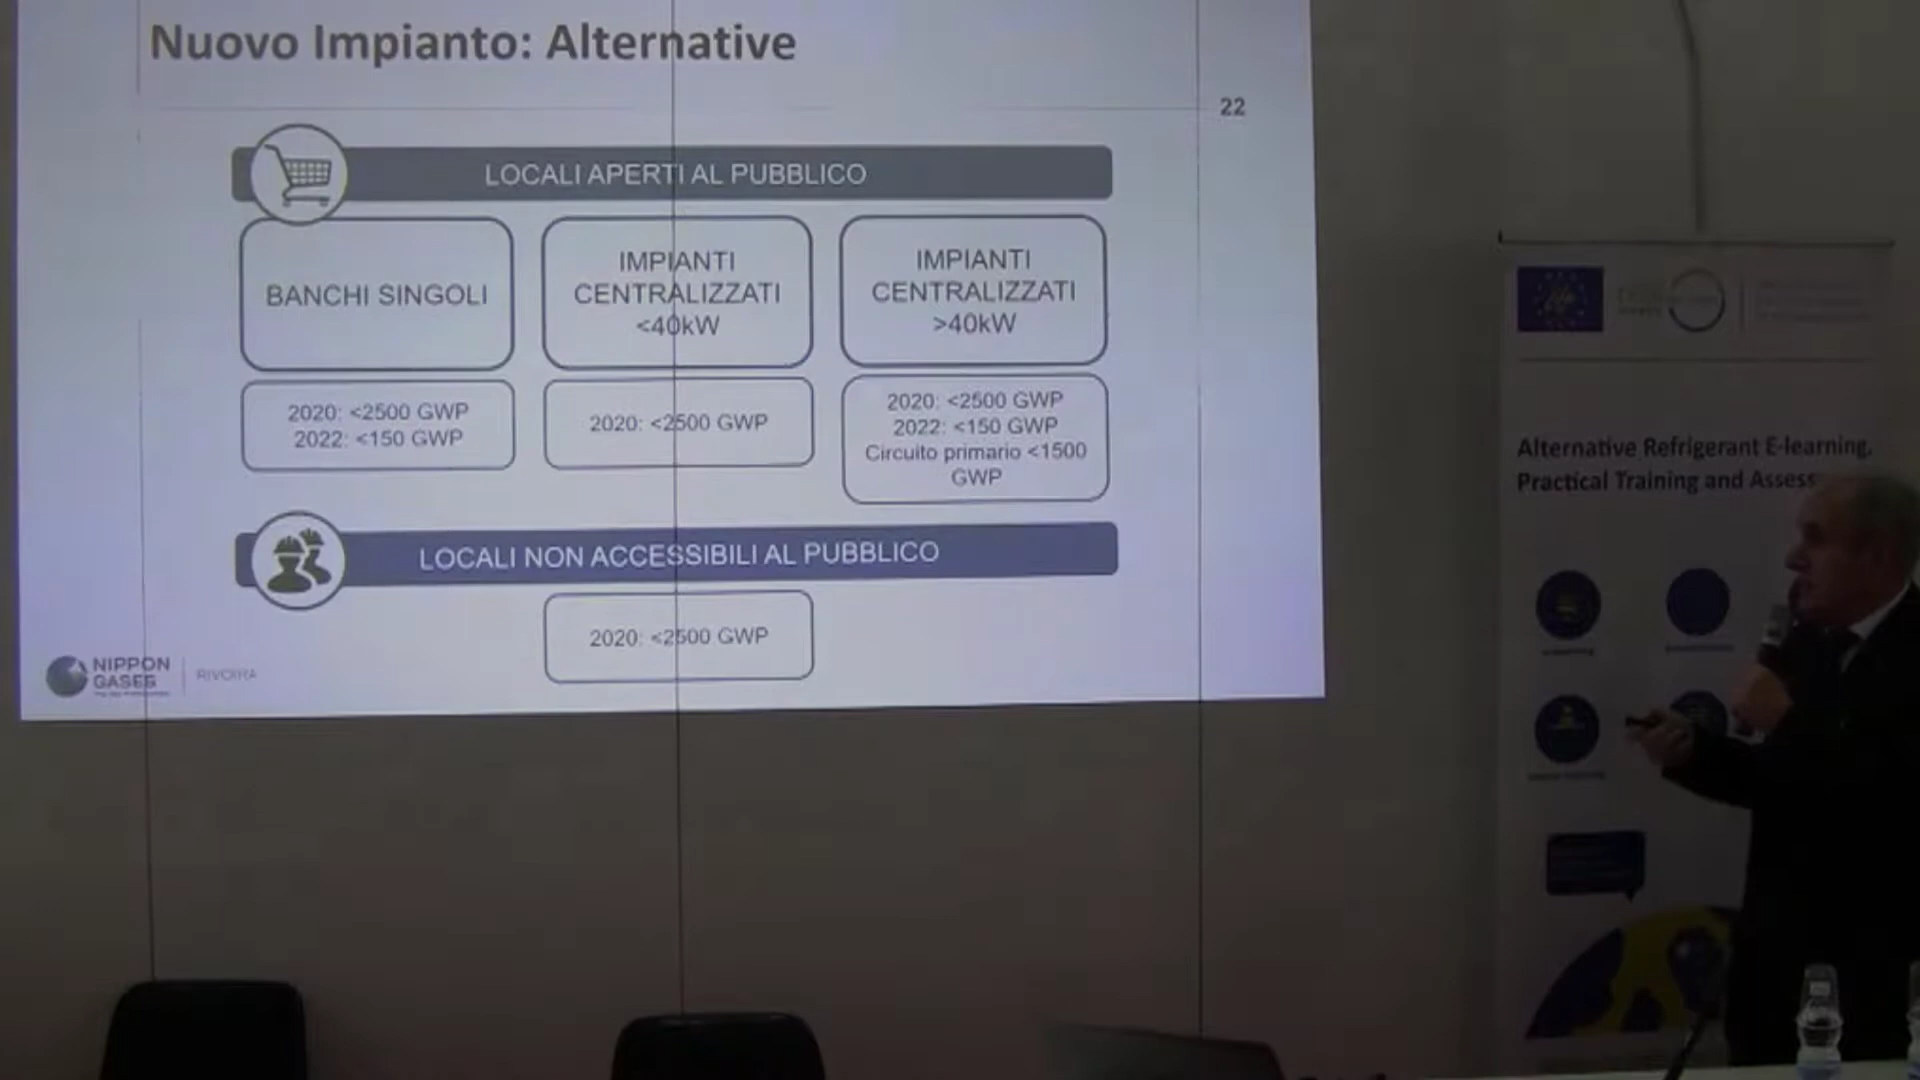 Nuovo Impianto: Alternative
22
LOCALI APERTI AL PUBBLICO
BANCHI SINGOLI
IMPIANTI
CENTRALIZZATI
<40kW
IMPIANTI
CENTRALIZZATI
>40kW
2020: <2500 GWP
2022: <150 GWP
2020: <2500 GWP
2020: <2500 GWP
2022: <150 GWP
Circuito primario <1500
GWP
LOCALI NON ACCESSIBILI AL PUBBLICO
2020: <2500 GWP
NIPPON
GASES
RIVOIRA
Alternative Refrigerant E-learning,
Practical Training and Assess